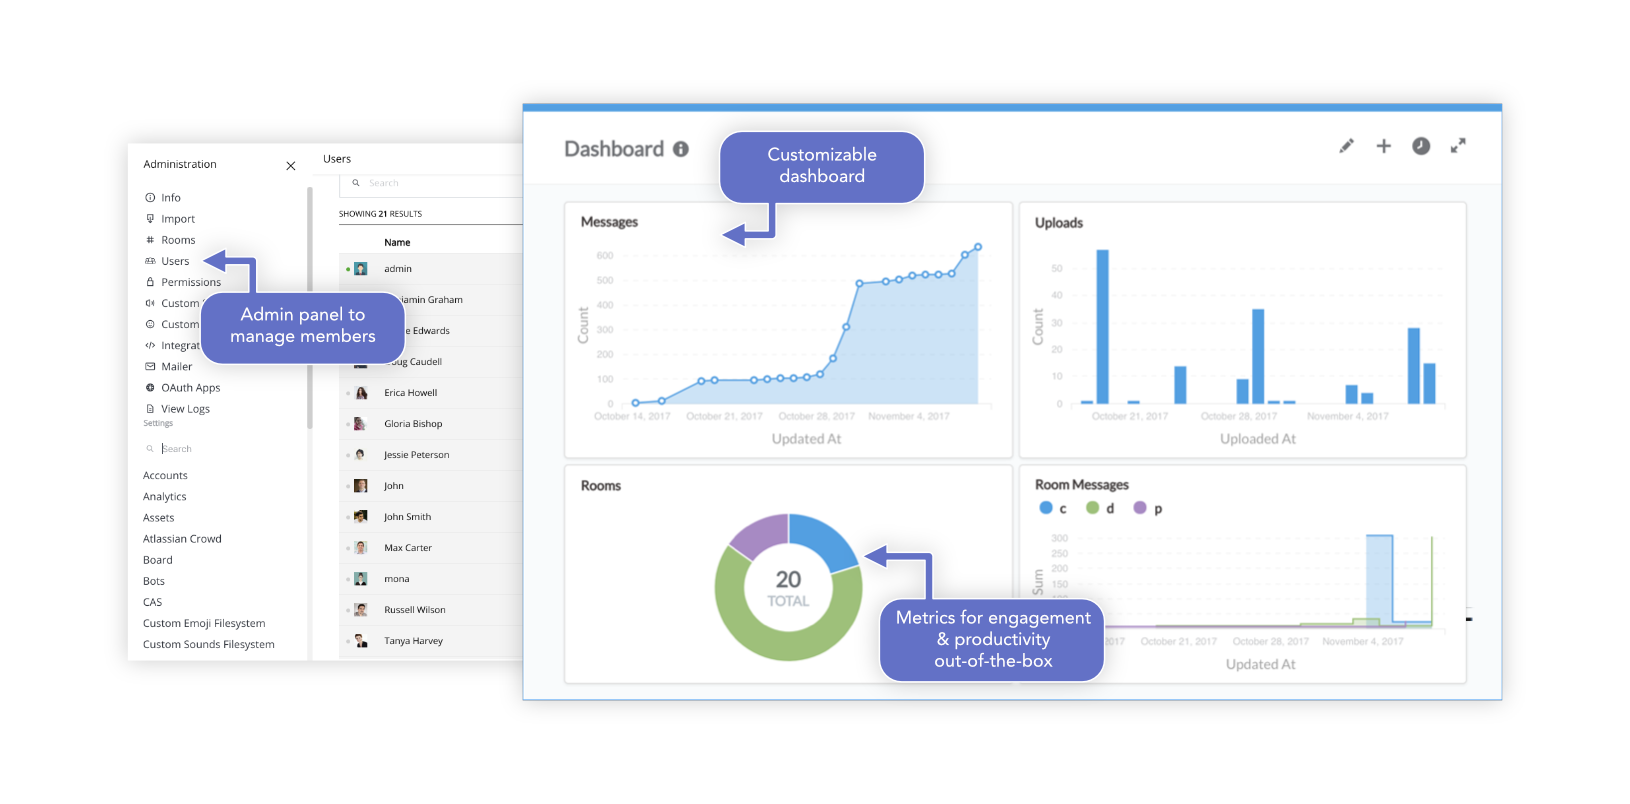 Administration
Info
Import
Rooms
Users
Permissions
Custom
Custom
Integrat
Mailer
OAuth Apps
View Logs
Settings
Search
Accounts
Analytics
Assets
Atlassian Crowd
Board
Bots
CAS
Custom Emoji Filesystem
Custom Sounds Filesystem
Admin panel to
manage members
Users
Search
SHOWING 21 RESULTS
Name
admin
jamin Graham
e Edwards
oug Caudell
Erica Howell
Gloria Bishop
Jessie Peterson
John
John Smith
Max Carter
mona
Russell Wilson
Tanya Harvey
Dashboard
Customizable
dashboard
Messages
Count
600
500
400
300
200
100
0
October 14, 2017 October 21, 2017 October 28, 2017 November 4, 2017
Updated At
Uploads
Count
50
40
30
20
10
0
October 21, 2017 October 28, 2017 November 4, 2017
Uploaded At
Rooms
20
TOTAL
Metrics for engagement
& productivity
out-of-the-box
Room Messages
c d p
Sum
300
250
200
150
2017 October 21, 2017 October 28, 2017 November 4, 2017
Updated At